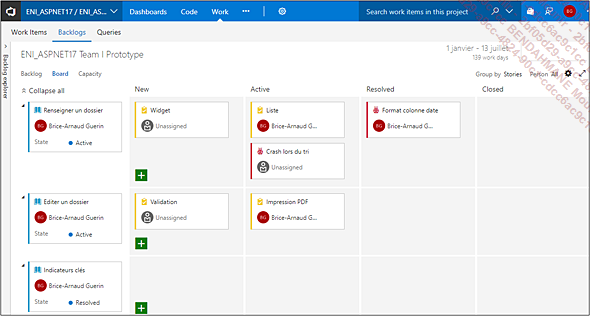 ENI_ASPNET17 / ENI_AS... Dashboards Code Work ... Search work items in this project BG
Work Items Backlogs Queries
Backlog explorer
ENI_ASPNET17 Team I Prototype
1 janvier - 13 juillet
139 work days
Backlog Board Capacity
Group by Stories Person All
Collapse all New Active Resolved Closed
Renseigner un dossier
BG Brice-Arnaud Guerin
State Active
Widget
Unassigned
Liste
BG Brice-Arnaud G...
Crash lors du tri
Unassigned
Format colonne date
BG Brice-Arnaud G...
Editer un dossier
BG Brice-Arnaud Guerin
State Active
Validation
Unassigned
Impression PDF
BG Brice-Arnaud G...
Indicateurs clés
BG Brice-Arnaud Guerin
State Resolved